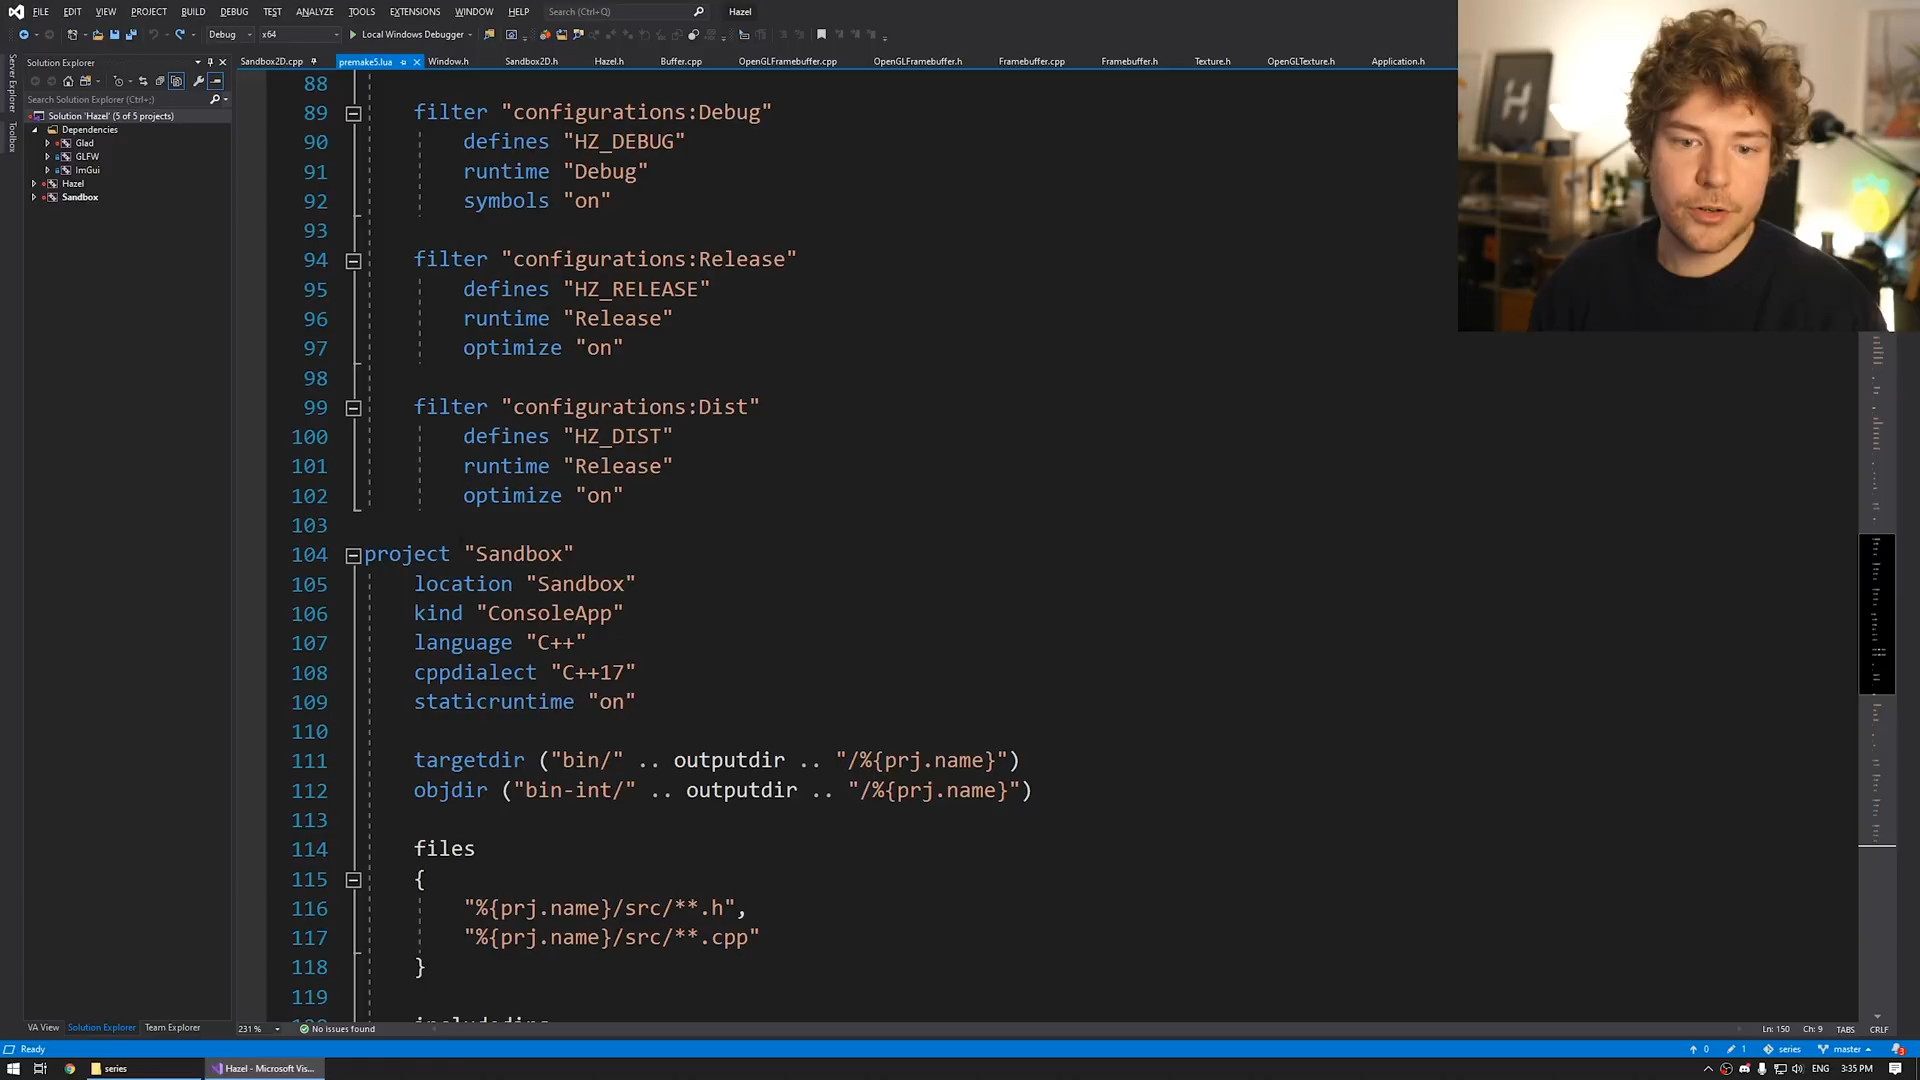 FILE EDIT VIEW PROJECT BUILD DEBUG TEST ANALYZE TOOLS EXTENSIONS WINDOW HELP Search (Ctrl+Q) Hazel
Debug x64 Local Windows Debugger
Server Explorer
Toolbox
Solution Explorer
Search Solution Explorer (Ctrl+;)
Solution 'Hazel' (5 of 5 projects)
Dependencies
Glad
GLFW
ImGui
Hazel
Sandbox
VA View Solution Explorer Team Explorer
Sandbox2D.cpp premake5.lua Window.h Sandbox2D.h Hazel.h Buffer.cpp OpenGLFramebuffer.cpp OpenGLFramebuffer.h Framebuffer.cpp Framebuffer.h Texture.h OpenGLTexture.h Application.h
88
89 filter "configurations:Debug"
90 defines "HZ_DEBUG"
91 runtime "Debug"
92 symbols "on"
93
94 filter "configurations:Release"
95 defines "HZ_RELEASE"
96 runtime "Release"
97 optimize "on"
98
99 filter "configurations:Dist"
100 defines "HZ_DIST"
101 runtime "Release"
102 optimize "on"
103
104 project "Sandbox"
105 location "Sandbox"
106 kind "ConsoleApp"
107 language "C++"
108 cppdialect "C++17"
109 staticruntime "on"
110
111 targetdir ("bin/" .. outputdir .. "/%{prj.name}")
112 objdir ("bin-int/" .. outputdir .. "/%{prj.name}")
113
114 files
115 {
116 "%{prj.name}/src/**.h",
117 "%{prj.name}/src/**.cpp"
118 }
119
231 % No issues found Ln: 150 Ch: 9 TABS CRLF
Ready 0 1 series master 3
series Hazel - Microsoft Vis... ENG 3:35 PM